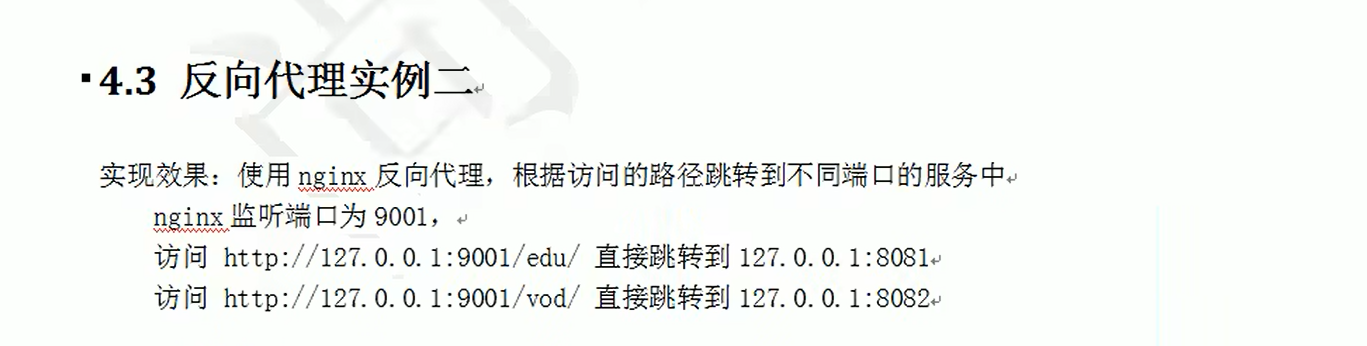 4.3 反向代理实例二
实现效果：使用 nginx 反向代理，根据访问的路径跳转到不同端口的服务中
nginx 监听端口为 9001，
访问 http://127.0.0.1:9001/edu/ 直接跳转到 127.0.0.1:8081
访问 http://127.0.0.1:9001/vod/ 直接跳转到 127.0.0.1:8082